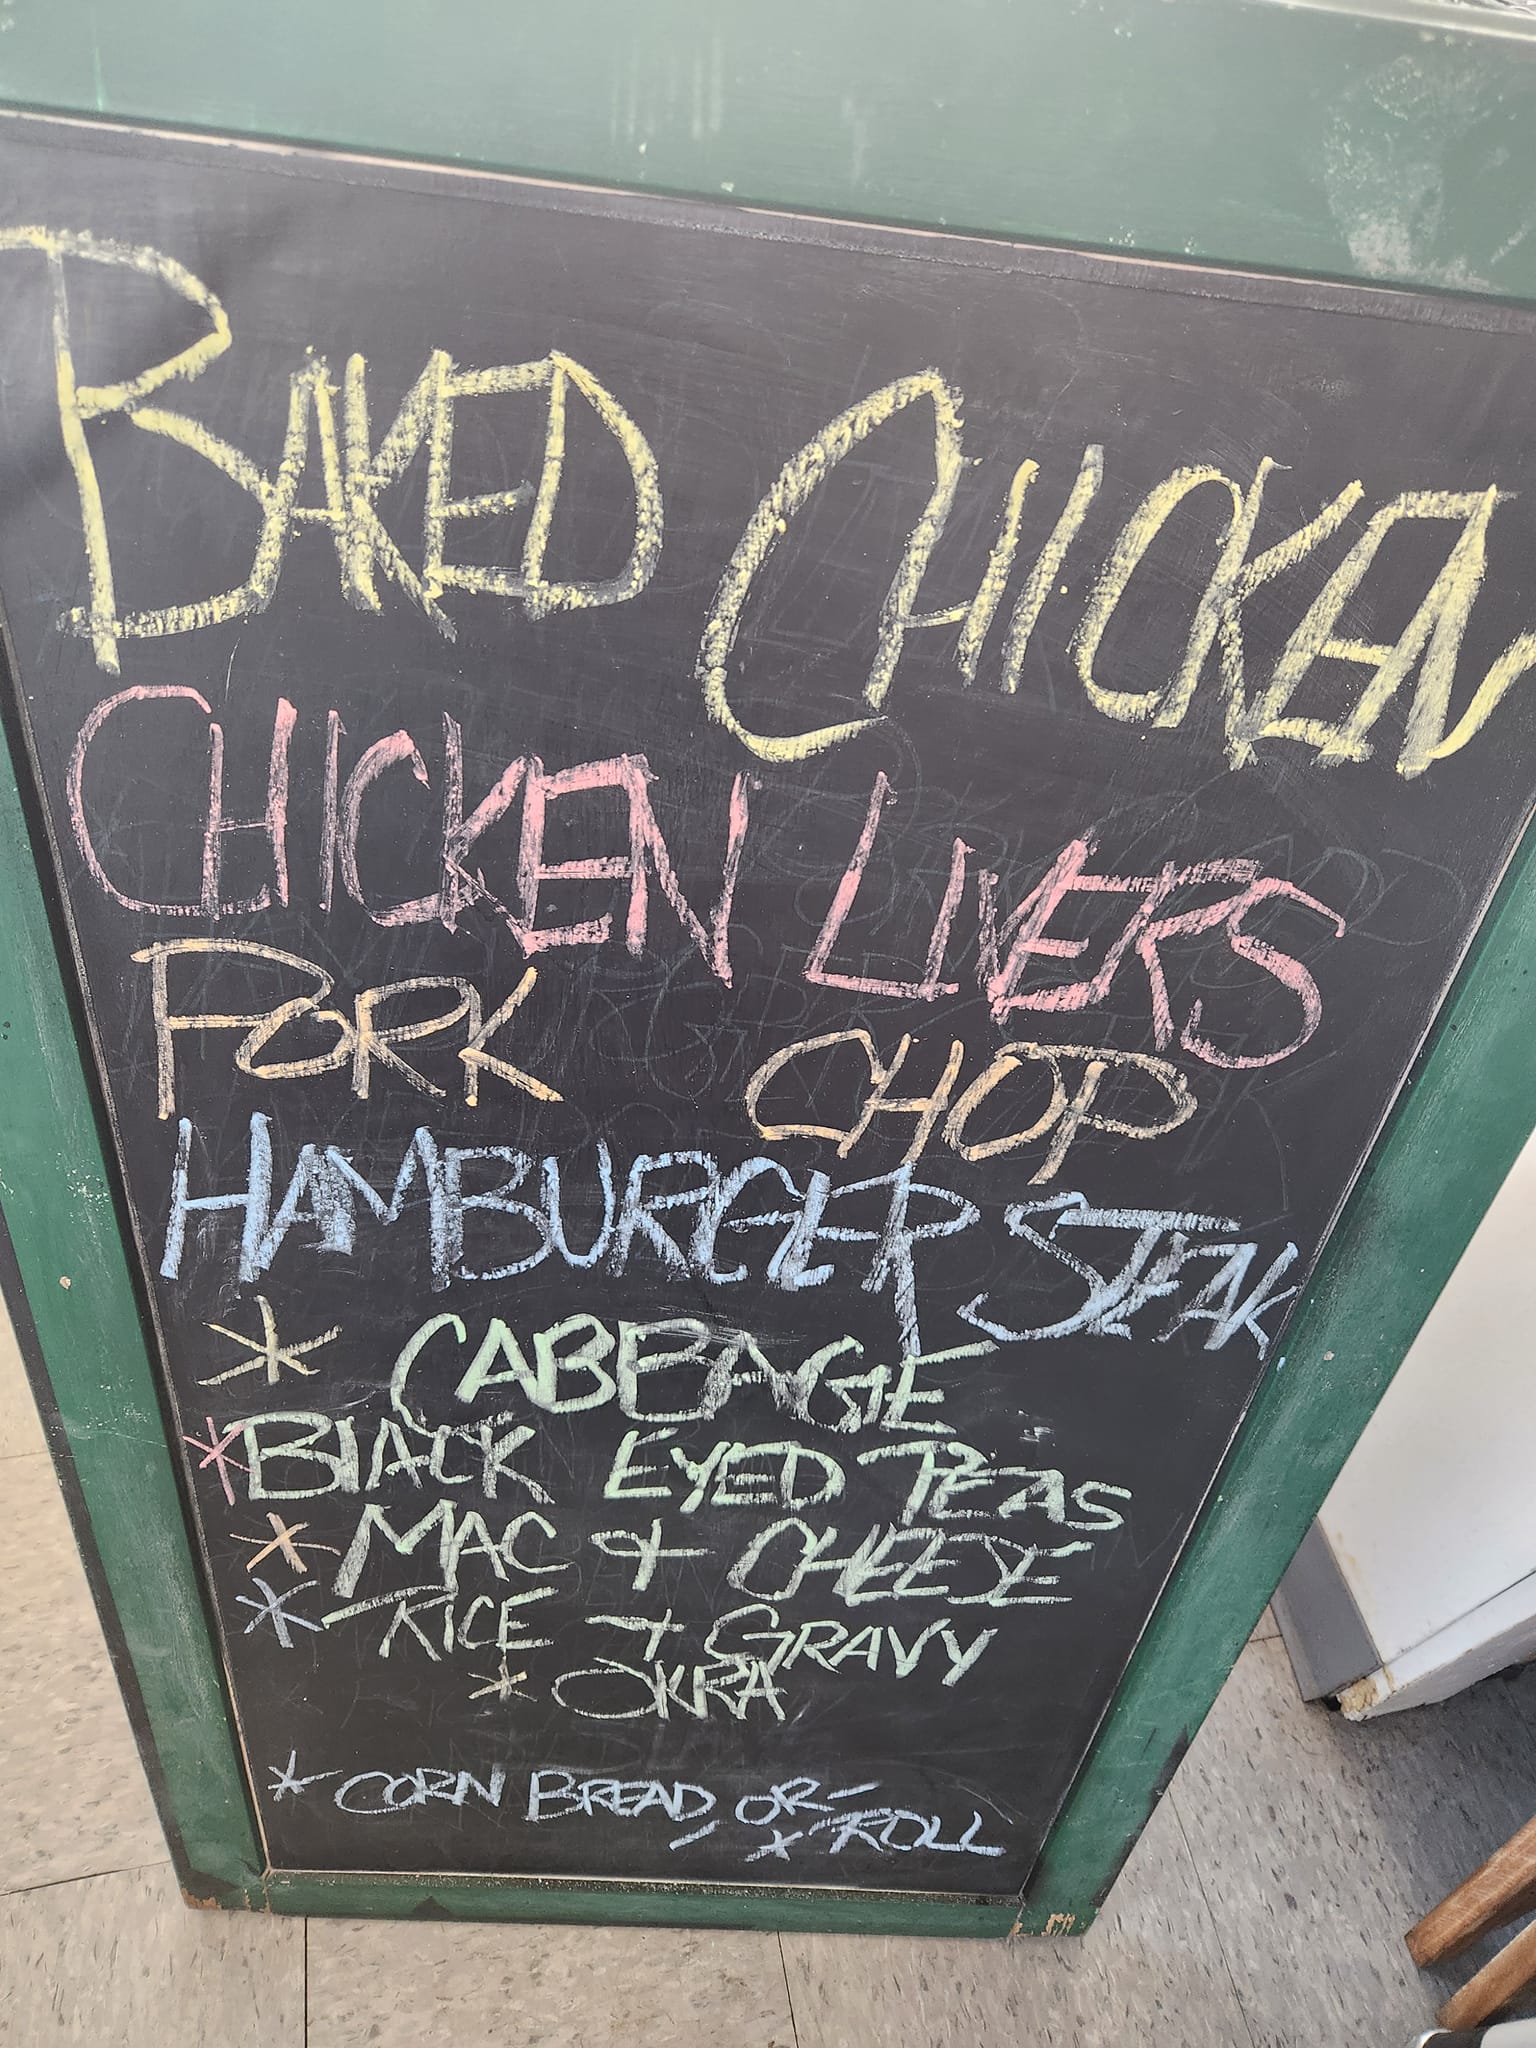 BAKED CHICKEN
CHICKEN LIVERS
PORK CHOP
HAMBURGER STEAK
* CABBAGE
* BLACK EYED PEAS
* MAC + CHEESE
* RICE + GRAVY
* OKRA
* CORN BREAD, OR
* ROLL